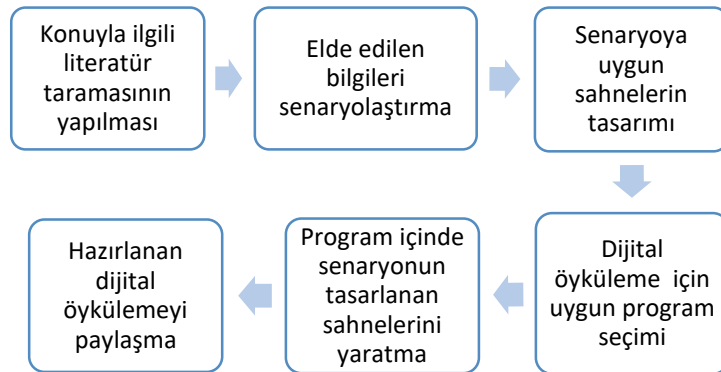 Konuyla ilgili
literatür
taramasının
yapılması
Elde edilen
bilgileri
senaryolaştırma
Senaryoya
uygun
sahnelerin
tasarımı
Dijital
öyküleme için
uygun program
seçimi
Program içinde
senaryonun
tasarlanan
sahnelerini
yaratma
Hazırlanan
dijital
öykülemeyi
paylaşma